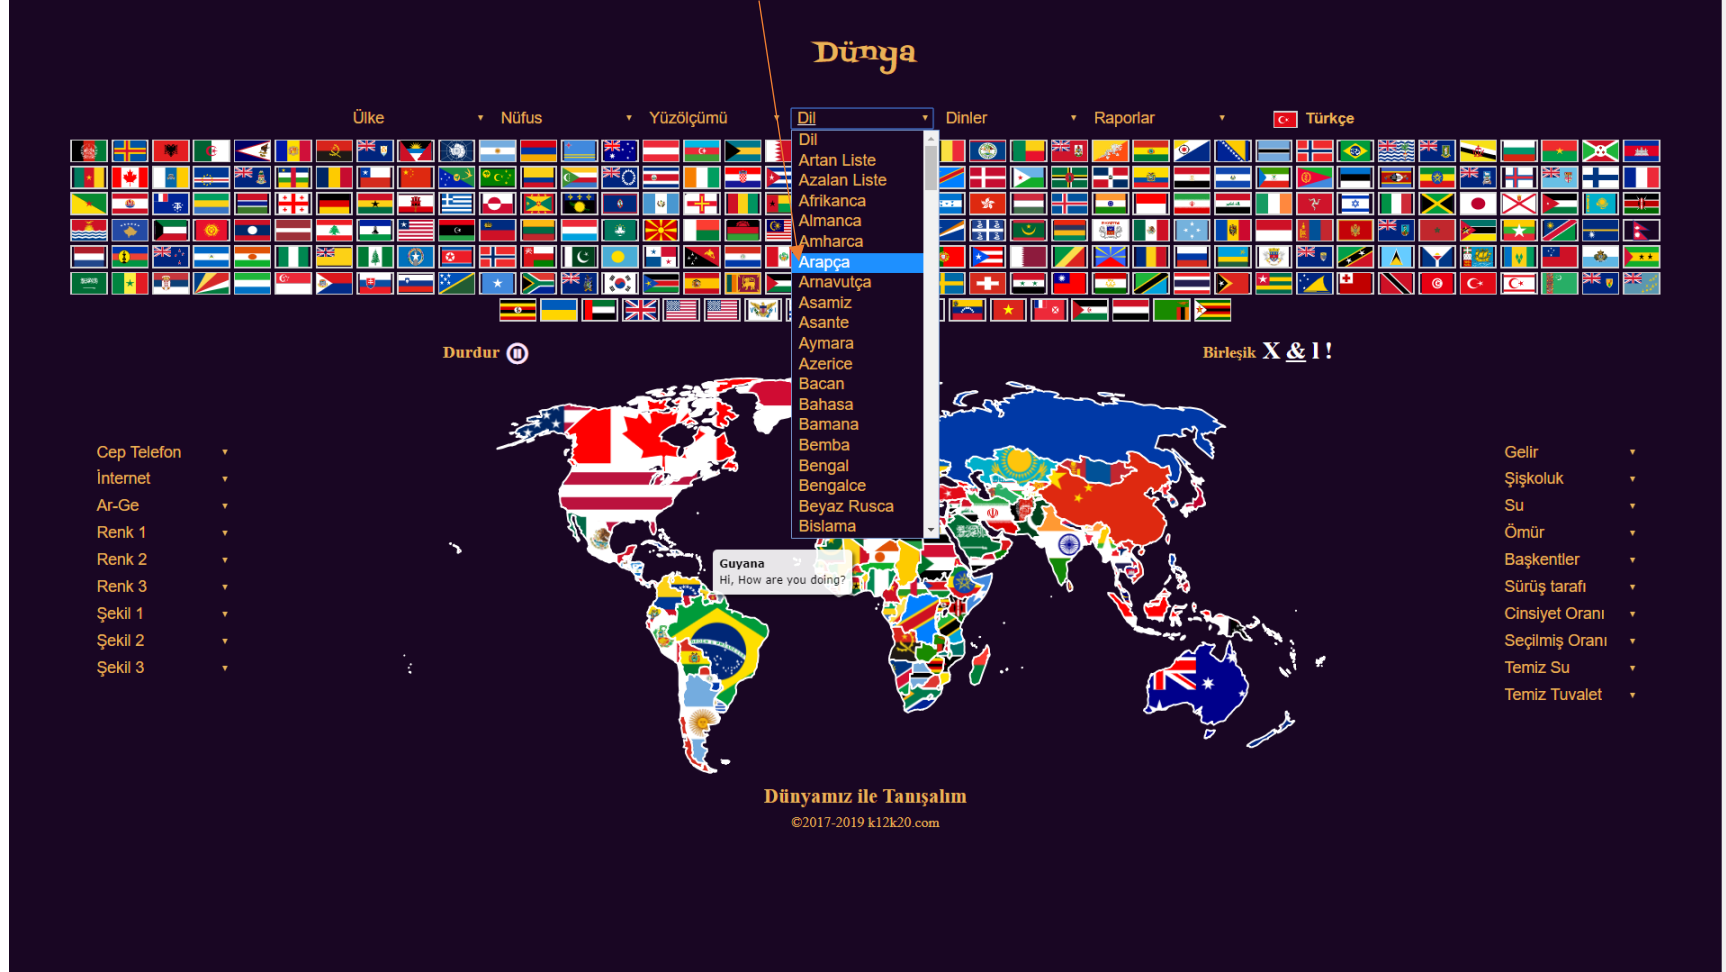 Dünya
Ülke Nüfus Yüzölçümü Dil Dinler Raporlar Türkçe
Dil
Artan Liste
Azalan Liste
Afrikanca
Almanca
Amharca
Arapça
Arnavutça
Asamiz
Asante
Aymara
Azerice
Bacan
Bahasa
Bamana
Bemba
Bengal
Bengalce
Beyaz Rusca
Bislama
Durdur
Birleşik X & l !
Cep Telefon
İnternet
Ar-Ge
Renk 1
Renk 2
Renk 3
Şekil 1
Şekil 2
Şekil 3
Guyana
Hi, How are you doing?
Gelir
Şişkoluk
Su
Ömür
Başkentler
Sürüş tarafı
Cinsiyet Oranı
Seçilmiş Oranı
Temiz Su
Temiz Tuvalet
Dünyamız ile Tanışalım
©2017-2019 k12k20.com